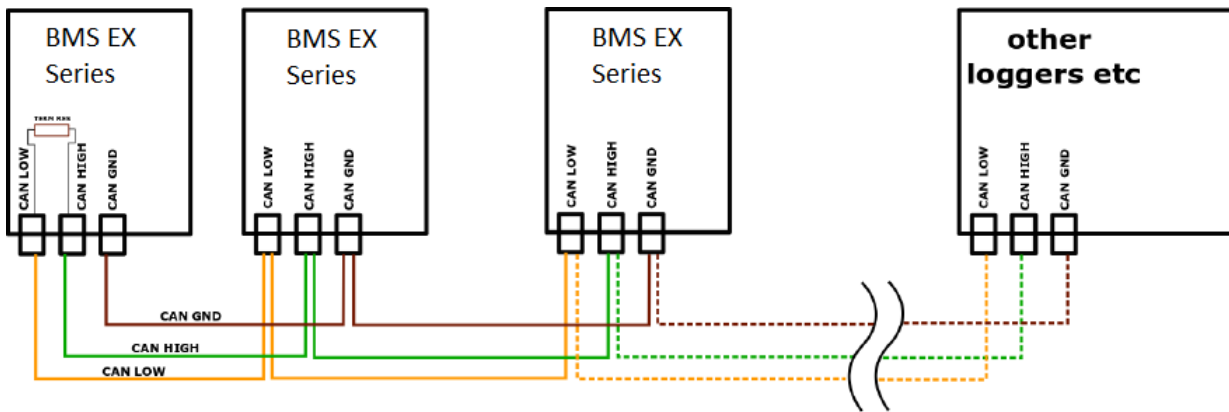 BMS EX
Series
TERM RES
CAN LOW
CAN HIGH
CAN GND
BMS EX
Series
CAN LOW
CAN HIGH
CAN GND
BMS EX
Series
CAN LOW
CAN HIGH
CAN GND
other
loggers etc
CAN LOW
CAN HIGH
CAN GND
CAN GND
CAN HIGH
CAN LOW